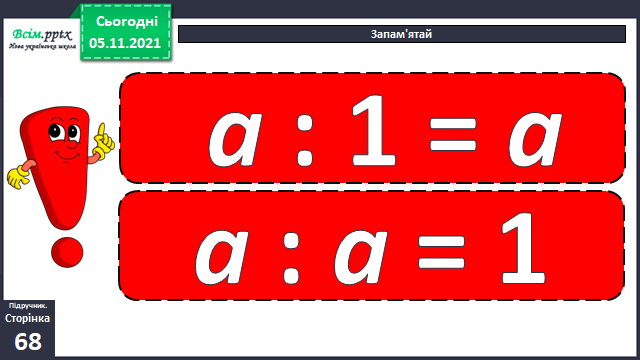 Всім.pptx
Нова українська школа
Сьогодні
05.11.2021
Запам'ятай
a : 1 = a
a : a = 1
Підручник.
Сторінка
68